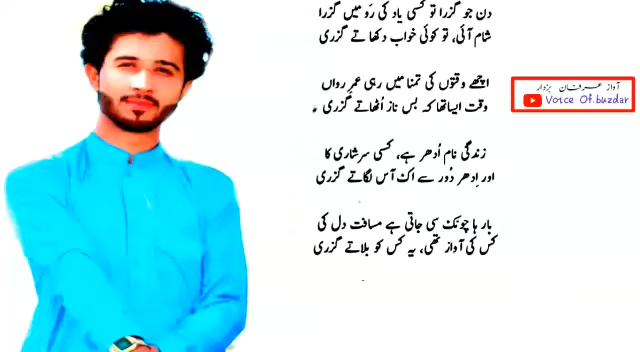 دن جو گزرا تو کسی یاد کی رَو میں گزرا
شام آئی، تو کوئی خواب دکھاتے گزری
اچھے وقتوں کی تمنا میں رہی عمرِ رواں
وقت ایسا تھا کہ بس ناز اُٹھاتے گزری
زندگی نام اُدھر ہے، کسی سرشاری کا
اور اِدھر دُور سے اک آس لگاتے گزری
بار ہا چونک سی جاتی ہے مسافت دل کی
کس کی آواز تھی، یہ کس کو بلاتے گزری
آواز عرفان بزدار
Voice Of.buzdar